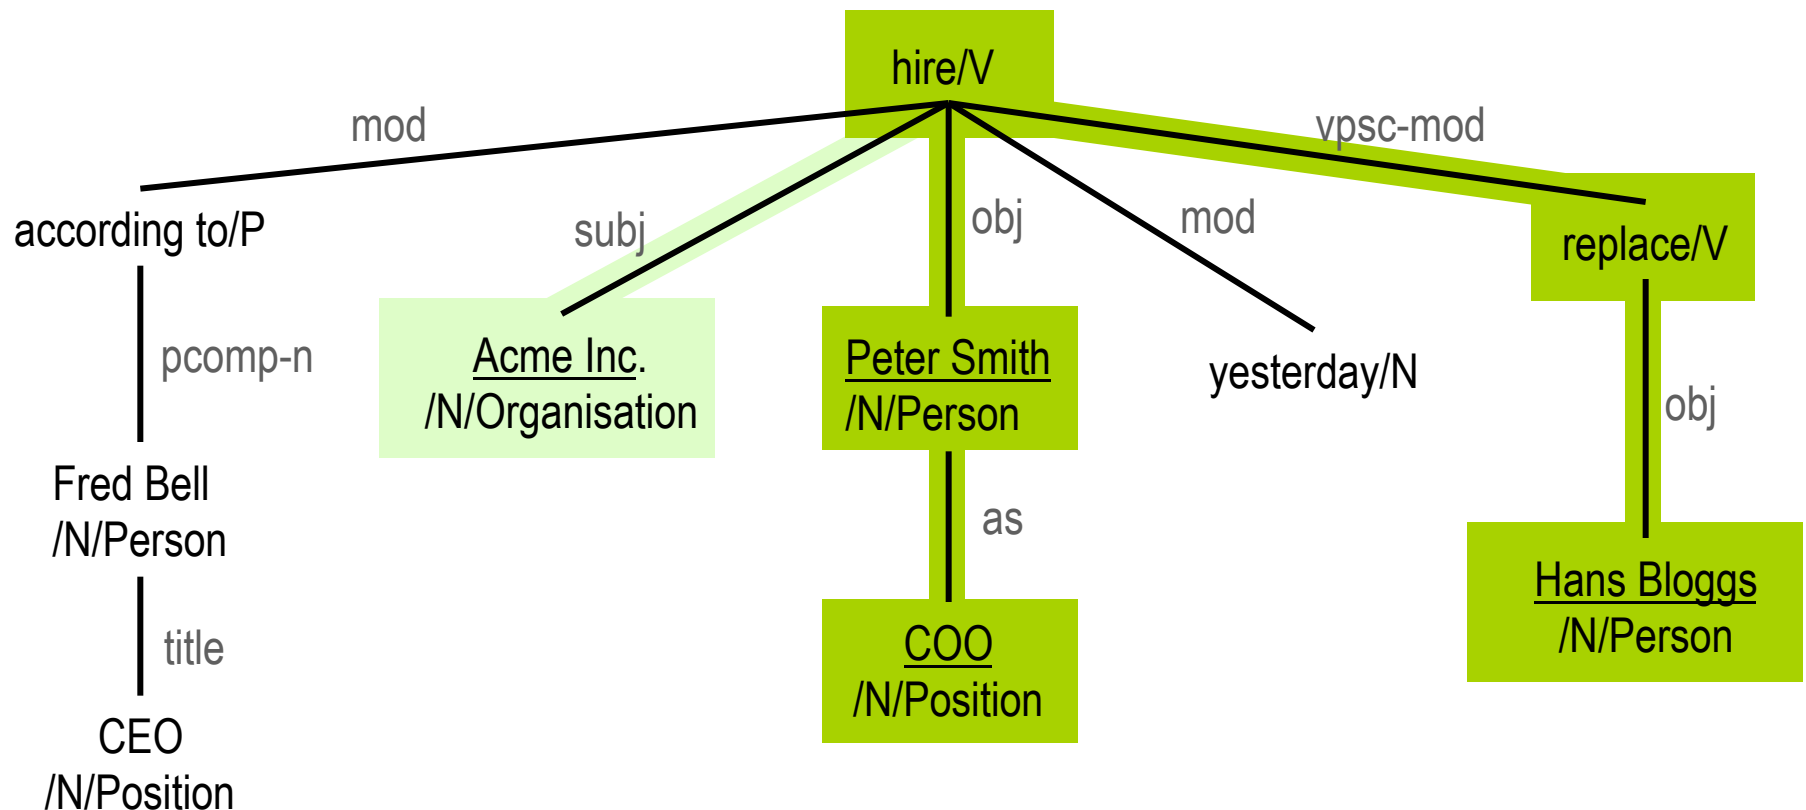 hire/V
mod
vpsc-mod
according to/P
subj
obj
mod
replace/V
pcomp-n
Acme Inc.
/N/Organisation
Peter Smith
/N/Person
yesterday/N
obj
Fred Bell
/N/Person
as
Hans Bloggs
/N/Person
title
COO
/N/Position
CEO
/N/Position